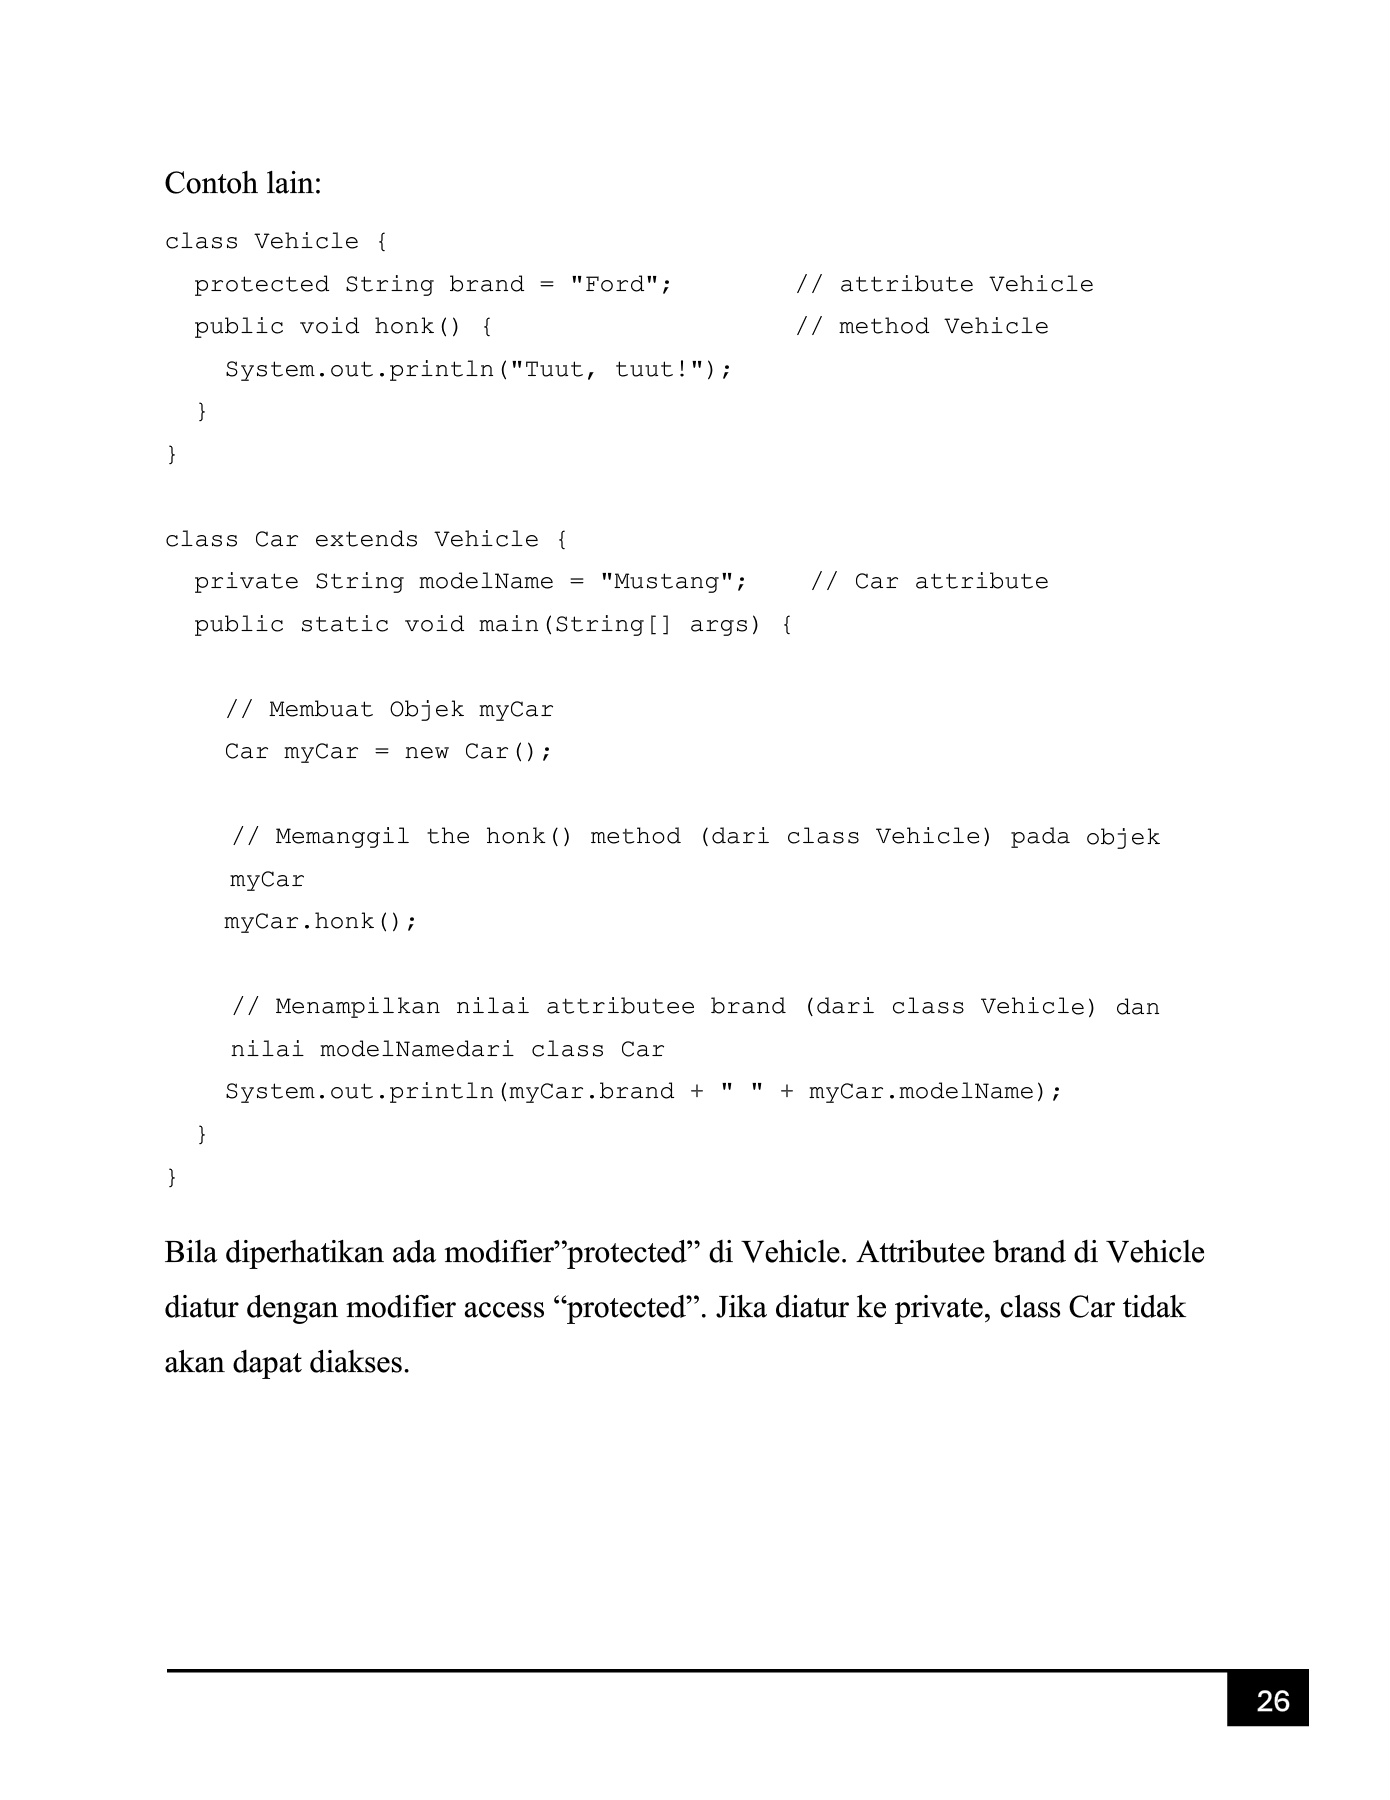 Contoh lain:
class Vehicle {
  protected String brand = "Ford";        // attribute Vehicle
  public void honk() {                    // method Vehicle
    System.out.println("Tuut, tuut!");
  }
}
class Car extends Vehicle {
  private String modelName = "Mustang";    // Car attribute
  public static void main(String[] args) {
    // Membuat Objek myCar
    Car myCar = new Car();
    // Memanggil the honk() method (dari class Vehicle) pada objek
    myCar
    myCar.honk();
    // Menampilkan nilai attributee brand (dari class Vehicle) dan
    nilai modelNamedari class Car
    System.out.println(myCar.brand + " " + myCar.modelName);
  }
}
Bila diperhatikan ada modifier”protected” di Vehicle. Attributee brand di Vehicle
diatur dengan modifier access “protected”. Jika diatur ke private, class Car tidak
akan dapat diakses.
26